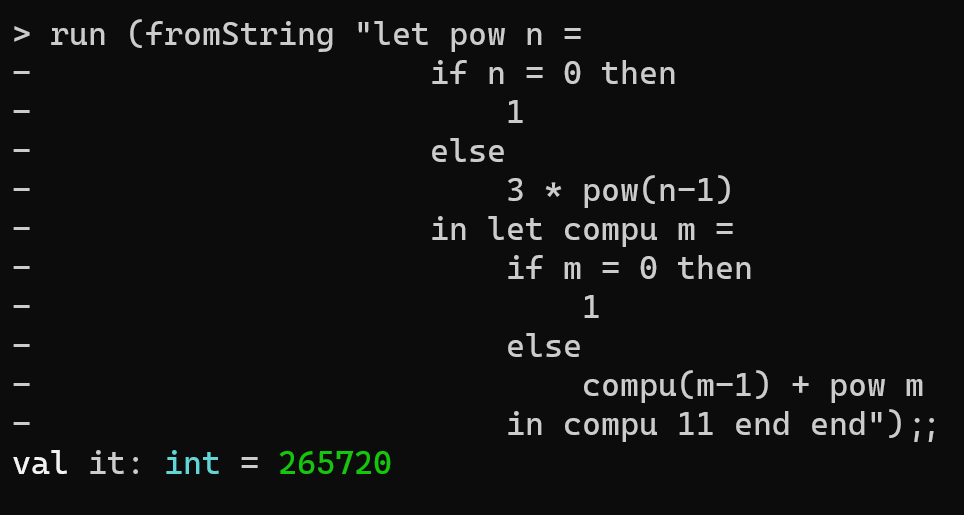 > run (fromString "let pow n =
-                     if n = 0 then
-                         1
-                     else
-                         3 * pow(n-1)
-                     in let compu m =
-                         if m = 0 then
-                             1
-                         else
-                             compu(m-1) + pow m
-                         in compu 11 end end");;
val it: int = 265720